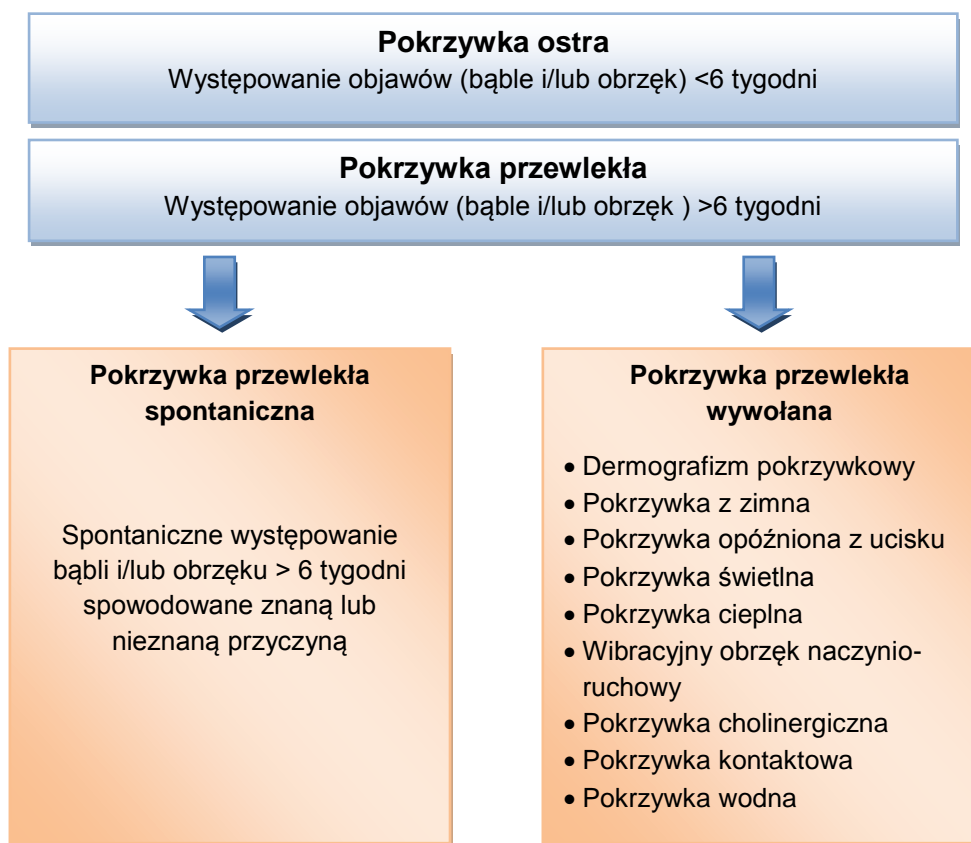 Pokrzywka ostra
Występowanie objawów (bąble i/lub obrzęk) <6 tygodni
Pokrzywka przewlekła
Występowanie objawów (bąble i/lub obrzęk ) >6 tygodni
Pokrzywka przewlekła
spontaniczna
Spontaniczne występowanie
bąbli i/lub obrzęku > 6 tygodni
spowodowane znaną lub
nieznaną przyczyną
Pokrzywka przewlekła
wywołana
• Dermografizm pokrzywkowy
• Pokrzywka z zimna
• Pokrzywka opóźniona z ucisku
• Pokrzywka świetlna
• Pokrzywka cieplna
• Wibracyjny obrzęk naczynio-
ruchowy
• Pokrzywka cholinergiczna
• Pokrzywka kontaktowa
• Pokrzywka wodna